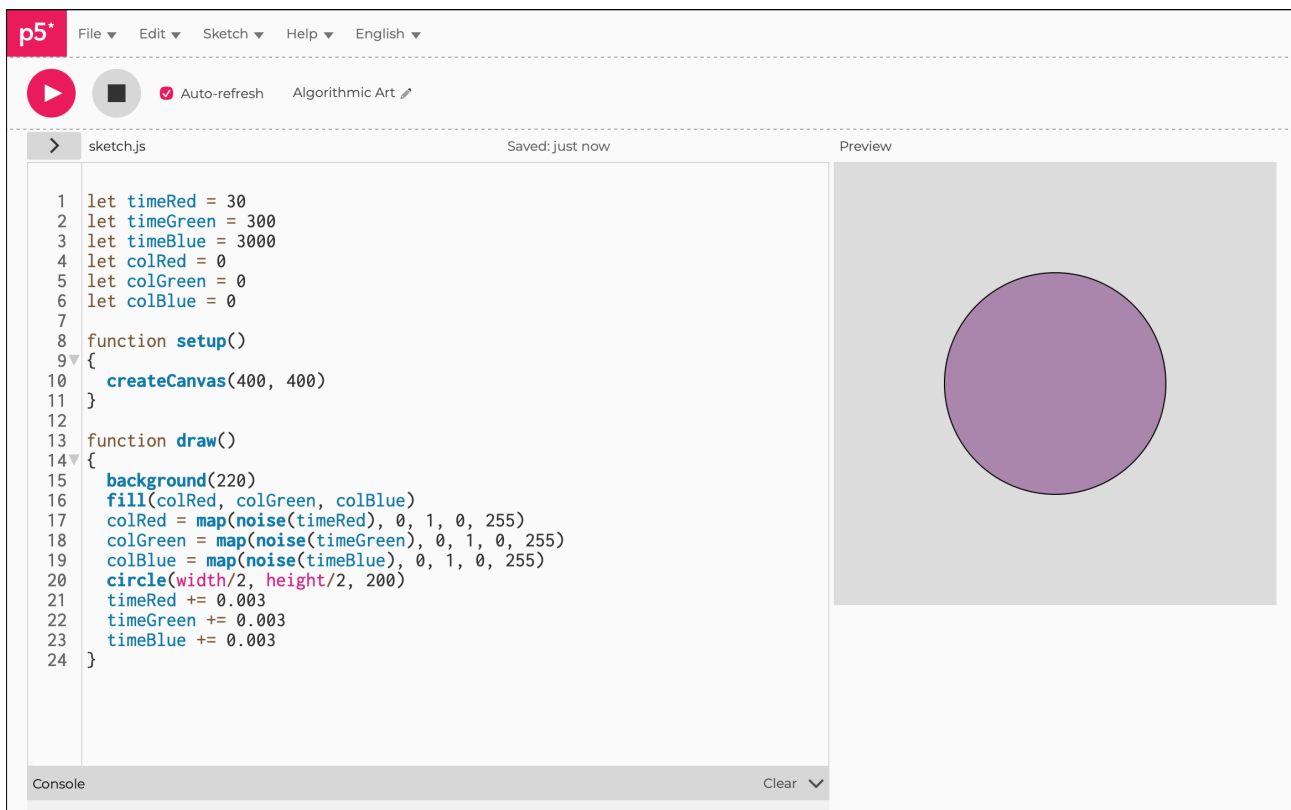 p5* File Edit Sketch Help English
Auto-refresh Algorithmic Art
sketch.js Saved: just now Preview
1 let timeRed = 30
2 let timeGreen = 300
3 let timeBlue = 3000
4 let colRed = 0
5 let colGreen = 0
6 let colBlue = 0
7
8 function setup()
9 {
10 createCanvas(400, 400)
11 }
12
13 function draw()
14 {
15 background(220)
16 fill(colRed, colGreen, colBlue)
17 colRed = map(noise(timeRed), 0, 1, 0, 255)
18 colGreen = map(noise(timeGreen), 0, 1, 0, 255)
19 colBlue = map(noise(timeBlue), 0, 1, 0, 255)
20 circle(width/2, height/2, 200)
21 timeRed += 0.003
22 timeGreen += 0.003
23 timeBlue += 0.003
24 }
Console Clear